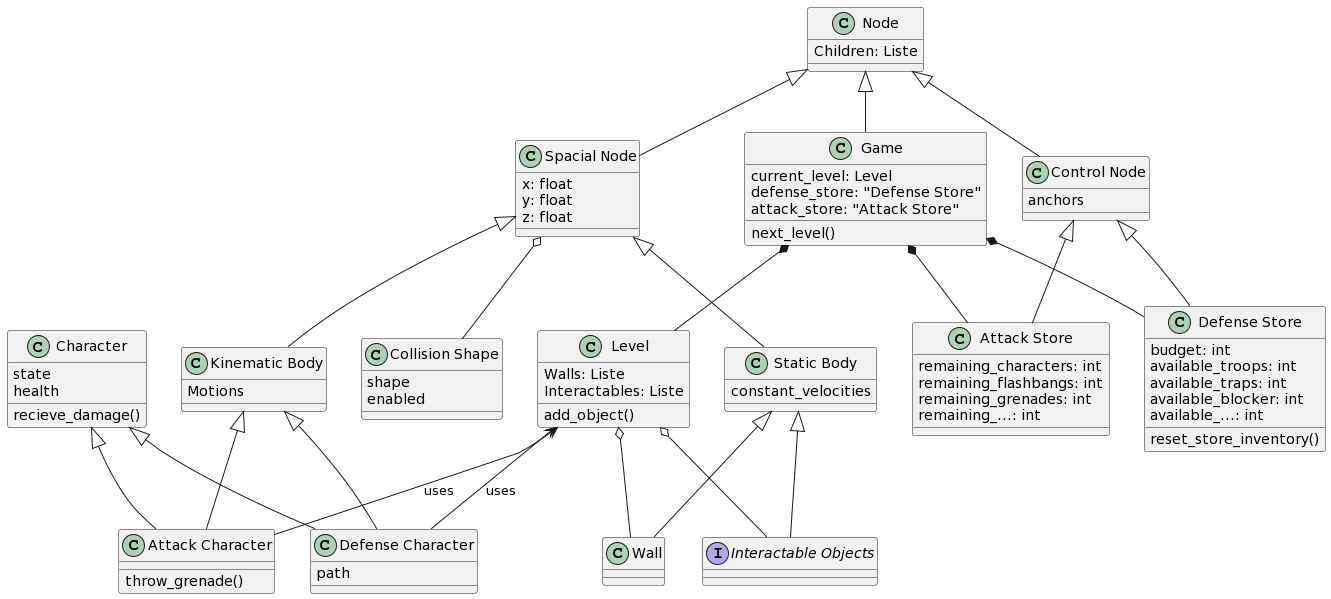 C Node
Children: Liste
C Spacial Node
x: float
y: float
z: float
C Game
current_level: Level
defense_store: "Defense Store"
attack_store: "Attack Store"
next_level()
C Control Node
anchors
C Character
state
health
recieve_damage()
C Kinematic Body
Motions
C Collision Shape
shape
enabled
C Level
Walls: Liste
Interactables: Liste
add_object()
C Static Body
constant_velocities
C Attack Store
remaining_characters: int
remaining_flashbangs: int
remaining_grenades: int
remaining_...: int
C Defense Store
budget: int
available_troops: int
available_traps: int
available_blocker: int
available_...: int
reset_store_inventory()
uses
uses
C Attack Character
throw_grenade()
C Defense Character
path
C Wall
I Interactable Objects